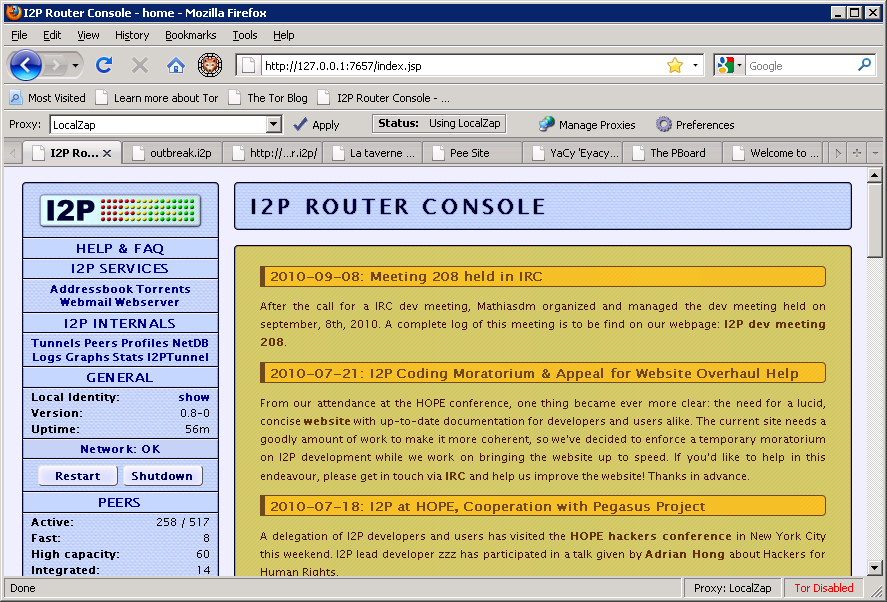 I2P Router Console - home - Mozilla Firefox
File Edit View History Bookmarks Tools Help
http://127.0.0.1:7657/index.jsp Google
Most Visited Learn more about Tor The Tor Blog I2P Router Console - ...
Proxy: LocalZap Apply Status: Using LocalZap Manage Proxies Preferences
I2P Ro... outbreak.i2p http://...r.i2p/ La taverne ... Pee Site YaCy 'Eyacy... The PBoard Welcome to ...
I2P
HELP & FAQ
I2P SERVICES
Addressbook Torrents
Webmail Webserver
I2P INTERNALS
Tunnels Peers Profiles NetDB
Logs Graphs Stats I2PTunnel
GENERAL
Local Identity: show
Version: 0.8-0
Uptime: 56m
Network: OK
Restart Shutdown
PEERS
Active: 258 / 517
Fast: 8
High capacity: 60
Integrated: 14
I2P ROUTER CONSOLE
2010-09-08: Meeting 208 held in IRC
After the call for a IRC dev meeting, Mathiasdm organized and managed the dev meeting held on
september, 8th, 2010. A complete log of this meeting is to be find on our webpage: I2P dev meeting
208.
2010-07-21: I2P Coding Moratorium & Appeal for Website Overhaul Help
From our attendance at the HOPE conference, one thing became ever more clear: the need for a lucid,
concise website with up-to-date documentation for developers and users alike. The current site needs a
goodly amount of work to make it more coherent, so we've decided to enforce a temporary moratorium
on I2P development while we work on bringing the website up to speed. If you'd like to help in this
endeavour, please get in touch via IRC and help us improve the website! Thanks in advance.
2010-07-18: I2P at HOPE, Cooperation with Pegasus Project
A delegation of I2P developers and users has visited the HOPE hackers conference in New York City
this weekend. I2P lead developer zzz has participated in a talk given by Adrian Hong about Hackers for
Human Rights.
Done Proxy: LocalZap Tor Disabled